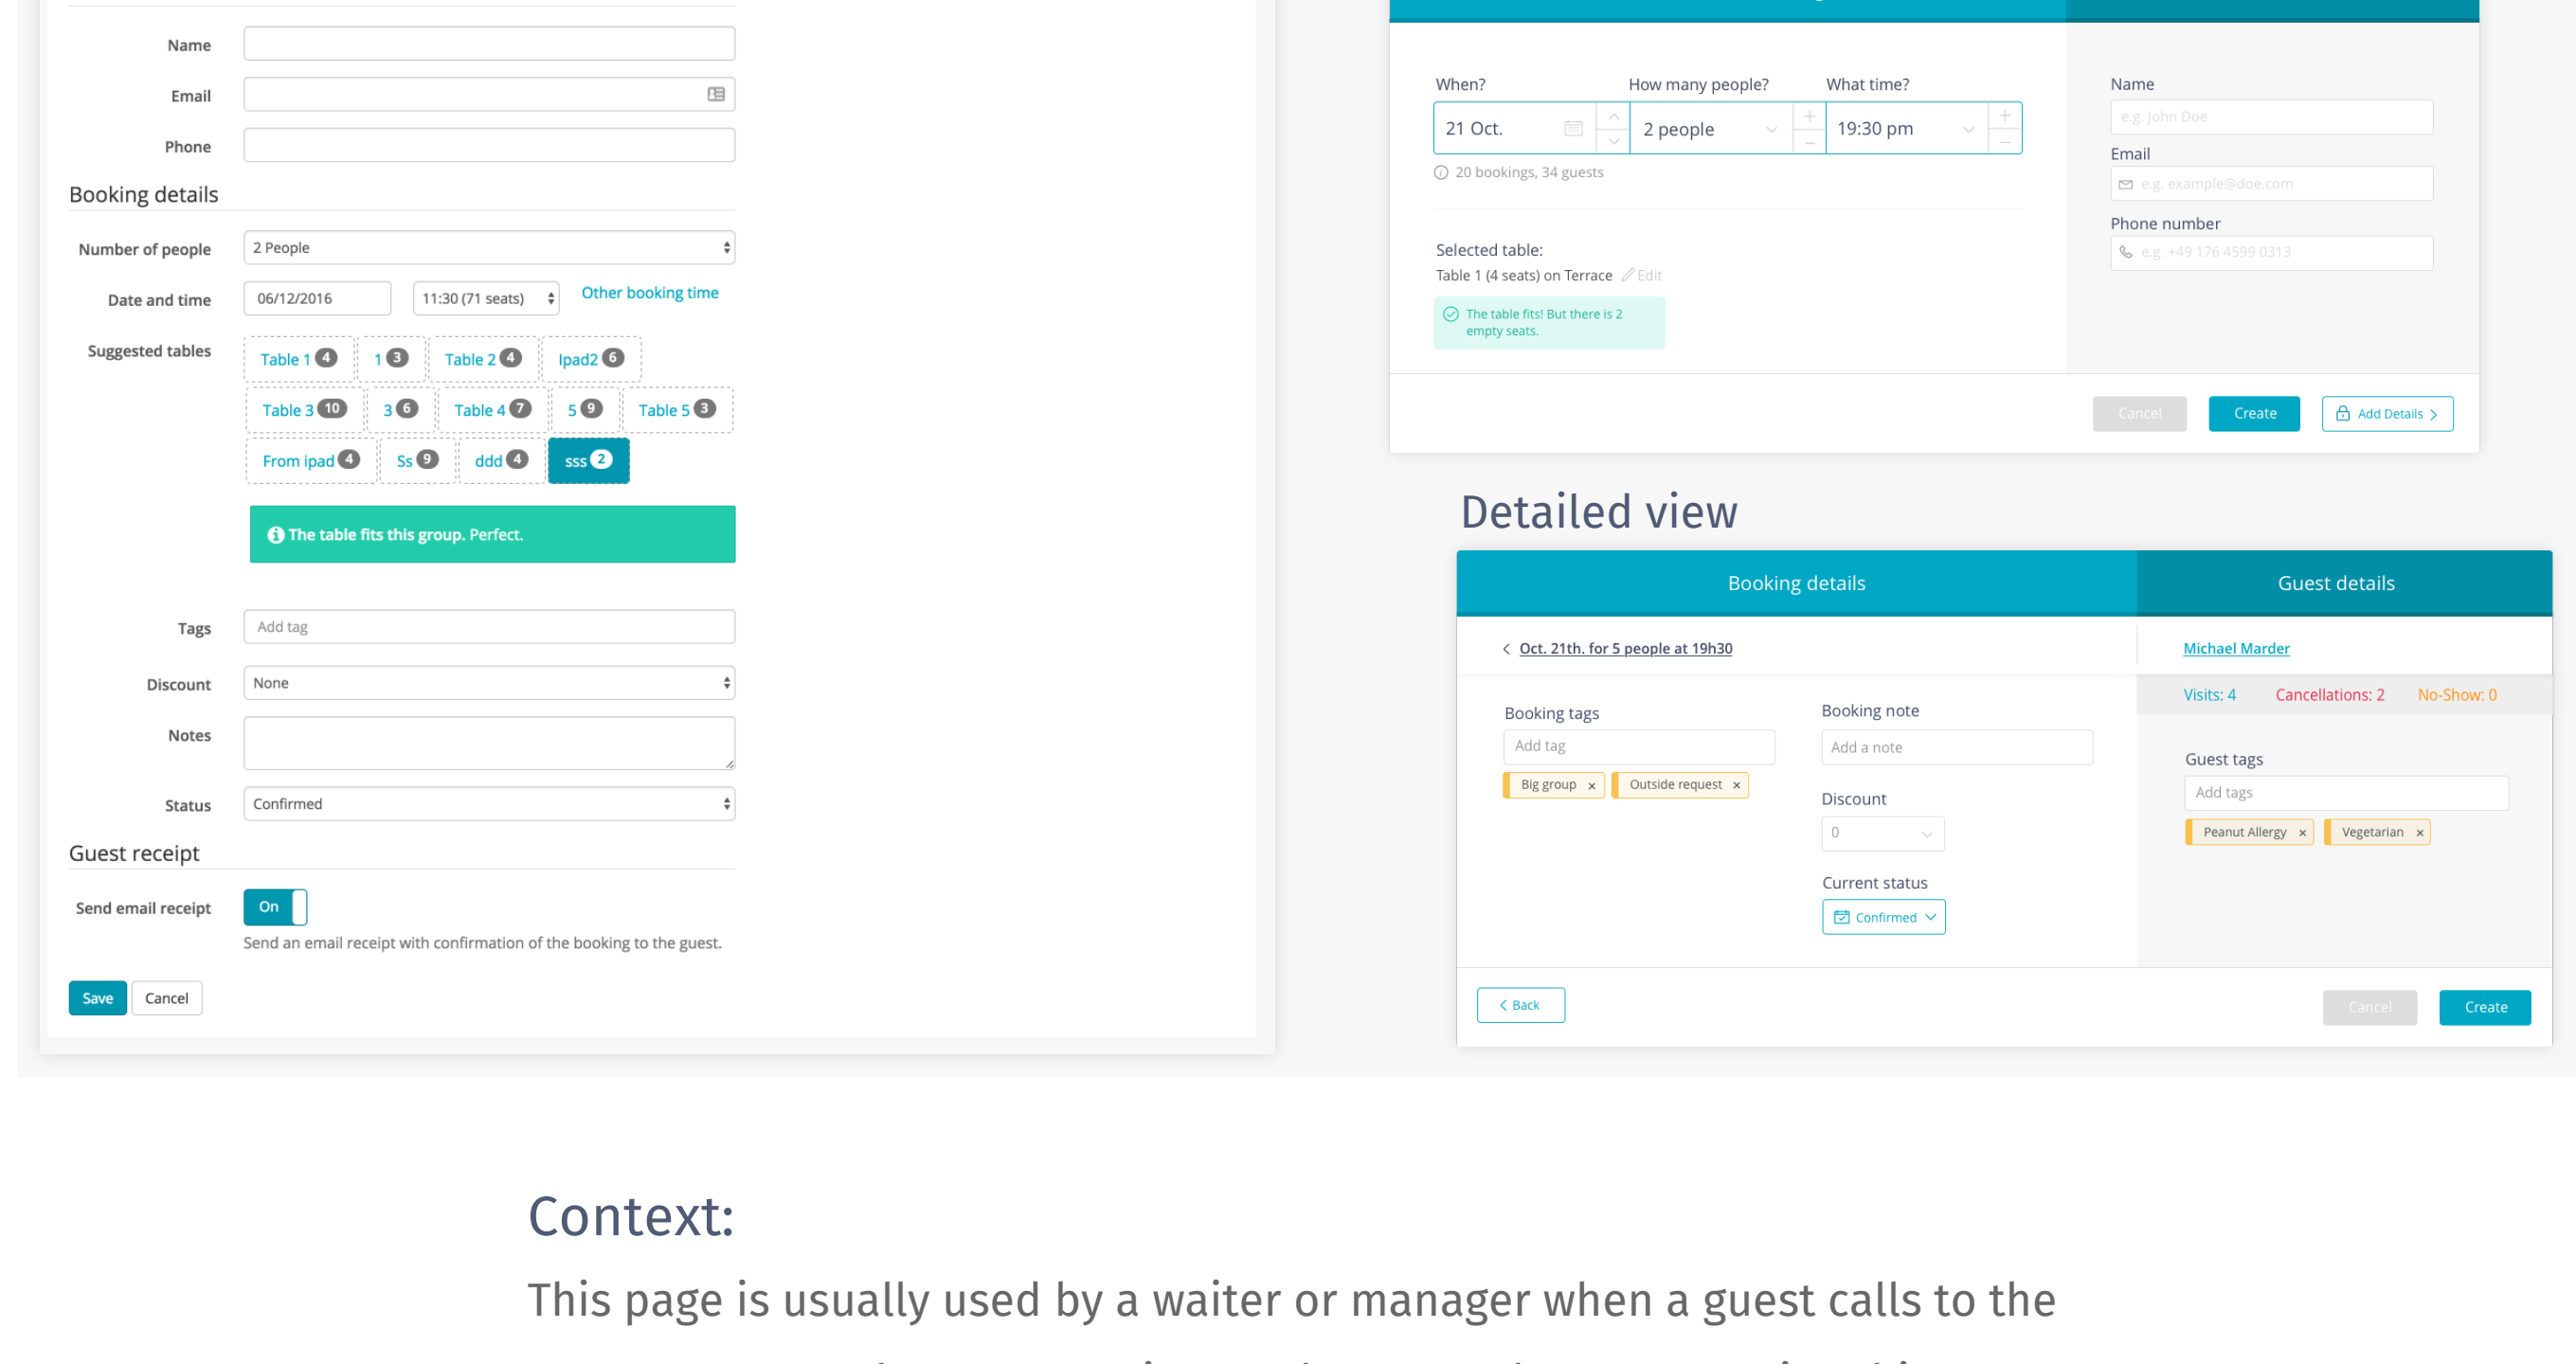 Name
Email
Phone
Booking details
Number of people
2 People
Date and time
06/12/2016
11:30 (71 seats)
Other booking time
Suggested tables
Table 1 4
1 3
Table 2 4
Ipad2 6
Table 3 10
3 6
Table 4 7
5 9
Table 5 3
From ipad 4
Ss 9
ddd 4
sss 2
The table fits this group. Perfect.
Tags
Add tag
Discount
None
Notes
Status
Confirmed
Guest receipt
Send email receipt
On
Send an email receipt with confirmation of the booking to the guest.
Save
Cancel
When?
How many people?
What time?
21 Oct.
2 people
19:30 pm
20 bookings, 34 guests
Selected table:
Table 1 (4 seats) on Terrace
Edit
The table fits! But there is 2
empty seats.
Name
e.g. John Doe
Email
e.g. example@doe.com
Phone number
e.g. +49 176 4599 0313
Cancel
Create
Add Details
Detailed view
Booking details
Guest details
Oct. 21th. for 5 people at 19h30
Michael Marder
Visits: 4
Cancellations: 2
No-Show: 0
Booking tags
Add tag
Big group ×
Outside request ×
Booking note
Add a note
Discount
0
Current status
Confirmed
Guest tags
Add tags
Peanut Allergy ×
Vegetarian ×
Back
Cancel
Create
Context:
This page is usually used by a waiter or manager when a guest calls to the